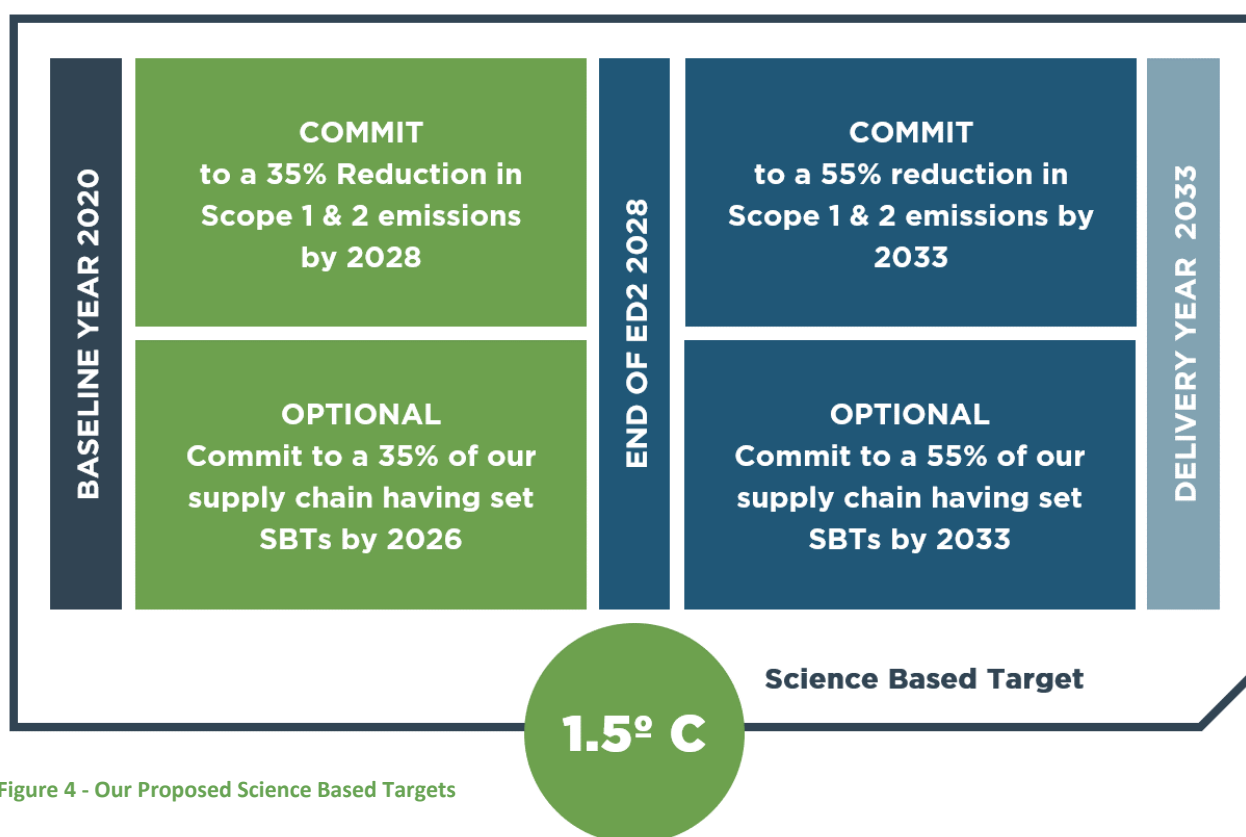 BASELINE YEAR 2020
COMMIT
to a 35% Reduction in
Scope 1 & 2 emissions
by 2028
OPTIONAL
Commit to a 35% of our
supply chain having set
SBTs by 2026
END OF ED2 2028
COMMIT
to a 55% reduction in
Scope 1 & 2 emissions by
2033
OPTIONAL
Commit to a 55% of our
supply chain having set
SBTs by 2033
DELIVERY YEAR 2033
Science Based Target
1.5º C
Figure 4 - Our Proposed Science Based Targets